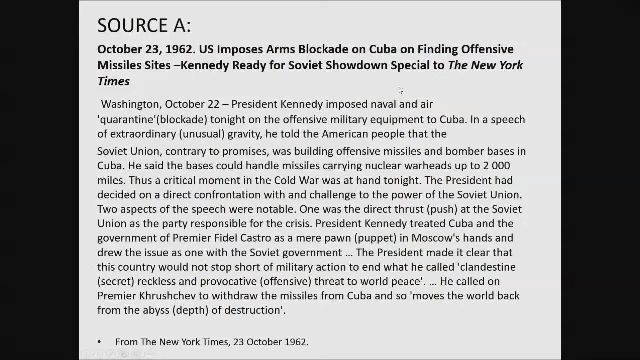 SOURCE A:
October 23, 1962. US Imposes Arms Blockade on Cuba on Finding Offensive
Missiles Sites –Kennedy Ready for Soviet Showdown Special to The New York
Times
Washington, October 22 – President Kennedy imposed naval and air
'quarantine'(blockade) tonight on the offensive military equipment to Cuba. In a speech
of extraordinary (unusual) gravity, he told the American people that the
Soviet Union, contrary to promises, was building offensive missiles and bomber bases in
Cuba. He said the bases could handle missiles carrying nuclear warheads up to 2 000
miles. Thus a critical moment in the Cold War was at hand tonight. The President had
decided on a direct confrontation with and challenge to the power of the Soviet Union.
Two aspects of the speech were notable. One was the direct thrust (push) at the Soviet
Union as the party responsible for the crisis. President Kennedy treated Cuba and the
government of Premier Fidel Castro as a mere pawn (puppet) in Moscow's hands and
drew the issue as one with the Soviet government ... The President made it clear that
this country would not stop short of military action to end what he called 'clandestine
(secret) reckless and provocative (offensive) threat to world peace'. ... He called on
Premier Khrushchev to withdraw the missiles from Cuba and so 'moves the world back
from the abyss (depth) of destruction'.
• From The New York Times, 23 October 1962.